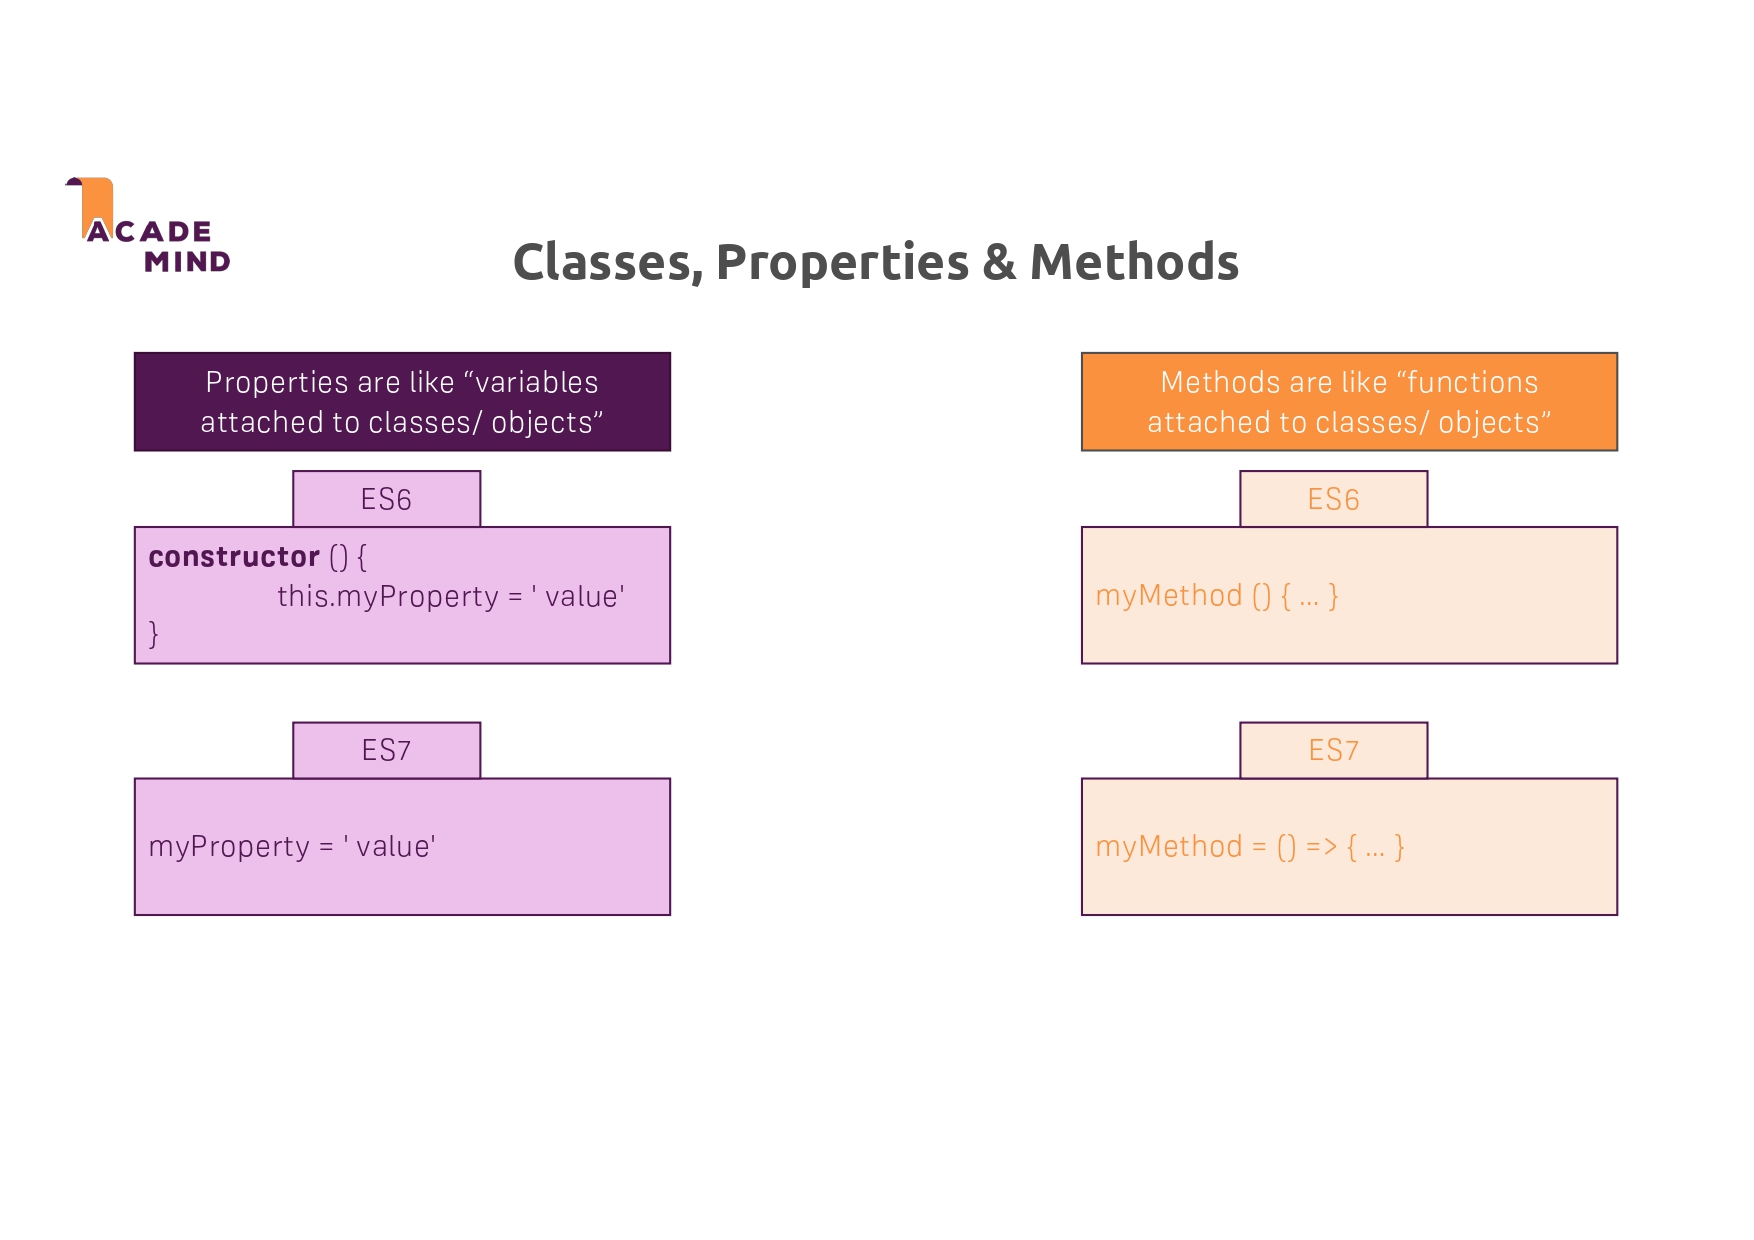 ACADE
MIND
Classes, Properties & Methods
Properties are like “variables
attached to classes/ objects”
ES6
constructor () {
this.myProperty = ' value'
}
ES7
myProperty = ' value'
Methods are like “functions
attached to classes/ objects”
ES6
myMethod () { ... }
ES7
myMethod = () => { ... }